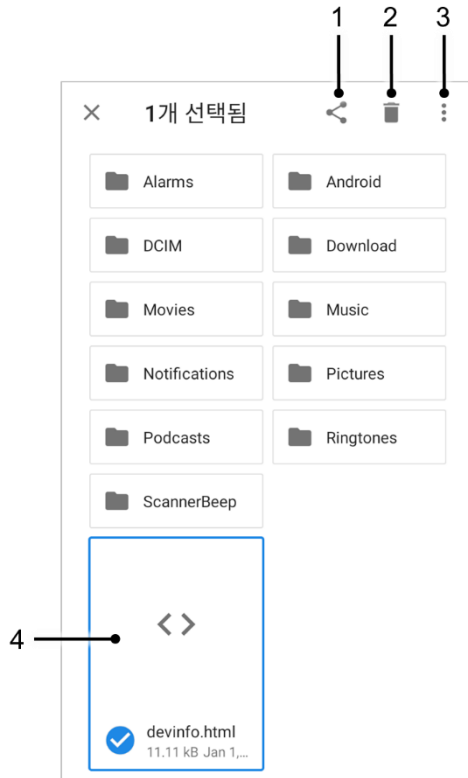 1 2 3
1개 선택됨
Alarms Android
DCIM Download
Movies Music
Notifications Pictures
Podcasts Ringtones
ScannerBeep
4
devinfo.html
11.11 kB Jan 1,...